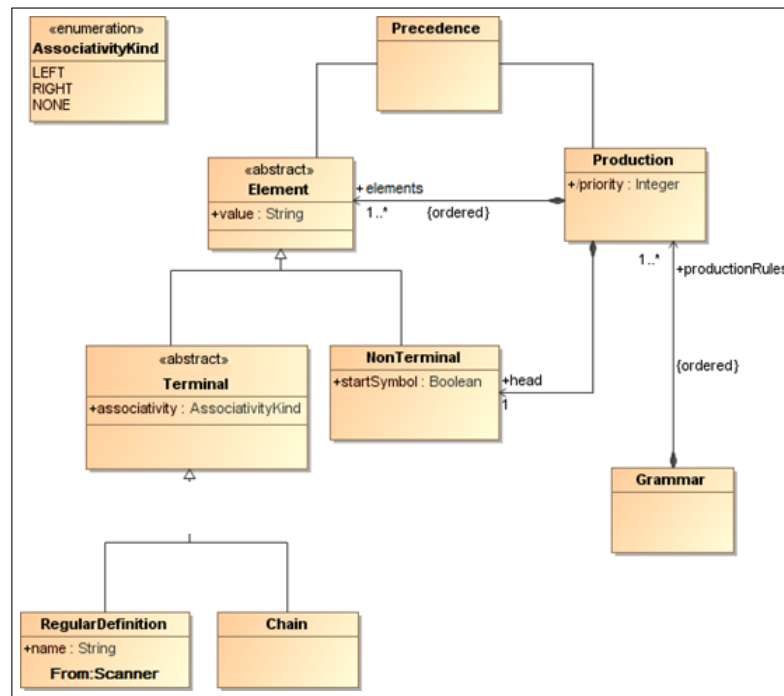 «enumeration»
AssociativityKind
LEFT
RIGHT
NONE
Precedence
«abstract»
Element
+value : String
+ elements
1..*
{ordered}
Production
+/priority : Integer
1..*
+productionRules
{ordered}
«abstract»
Terminal
+associativity : AssociativityKind
NonTerminal
+startSymbol : Boolean
+head
1
Grammar
RegularDefinition
+name : String
From:Scanner
Chain